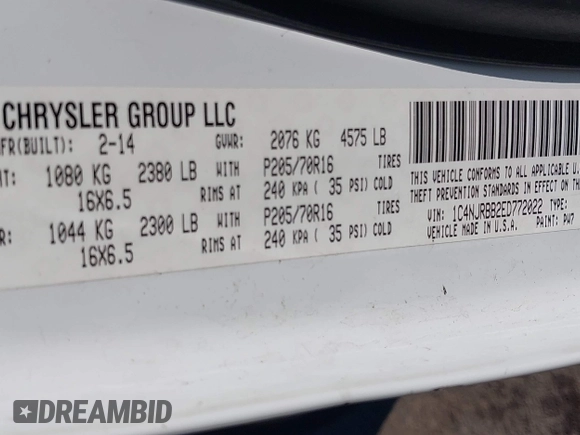 CHRYSLER GROUP LLC
FR(BUILT): 2-14 GVWR: 2076 KG 4575 LB
T: 1080 KG 2380 LB WITH P205/70R16 TIRES
16X6.5 RIMS AT 240 KPA ( 35 PSI) COLD
R: 1044 KG 2300 LB WITH P205/70R16 TIRES
16X6.5 RIMS AT 240 KPA ( 35 PSI) COLD
THIS VEHICLE CONFORMS TO ALL APPLICABLE U.
THEFT PREVENTION STANDARDS IN EFFECT ON THE
VIN: 1C4NJRBB2ED772022 TYPE:
VEHICLE MADE IN U.S.A. PAINT: PW7
DREAMBID